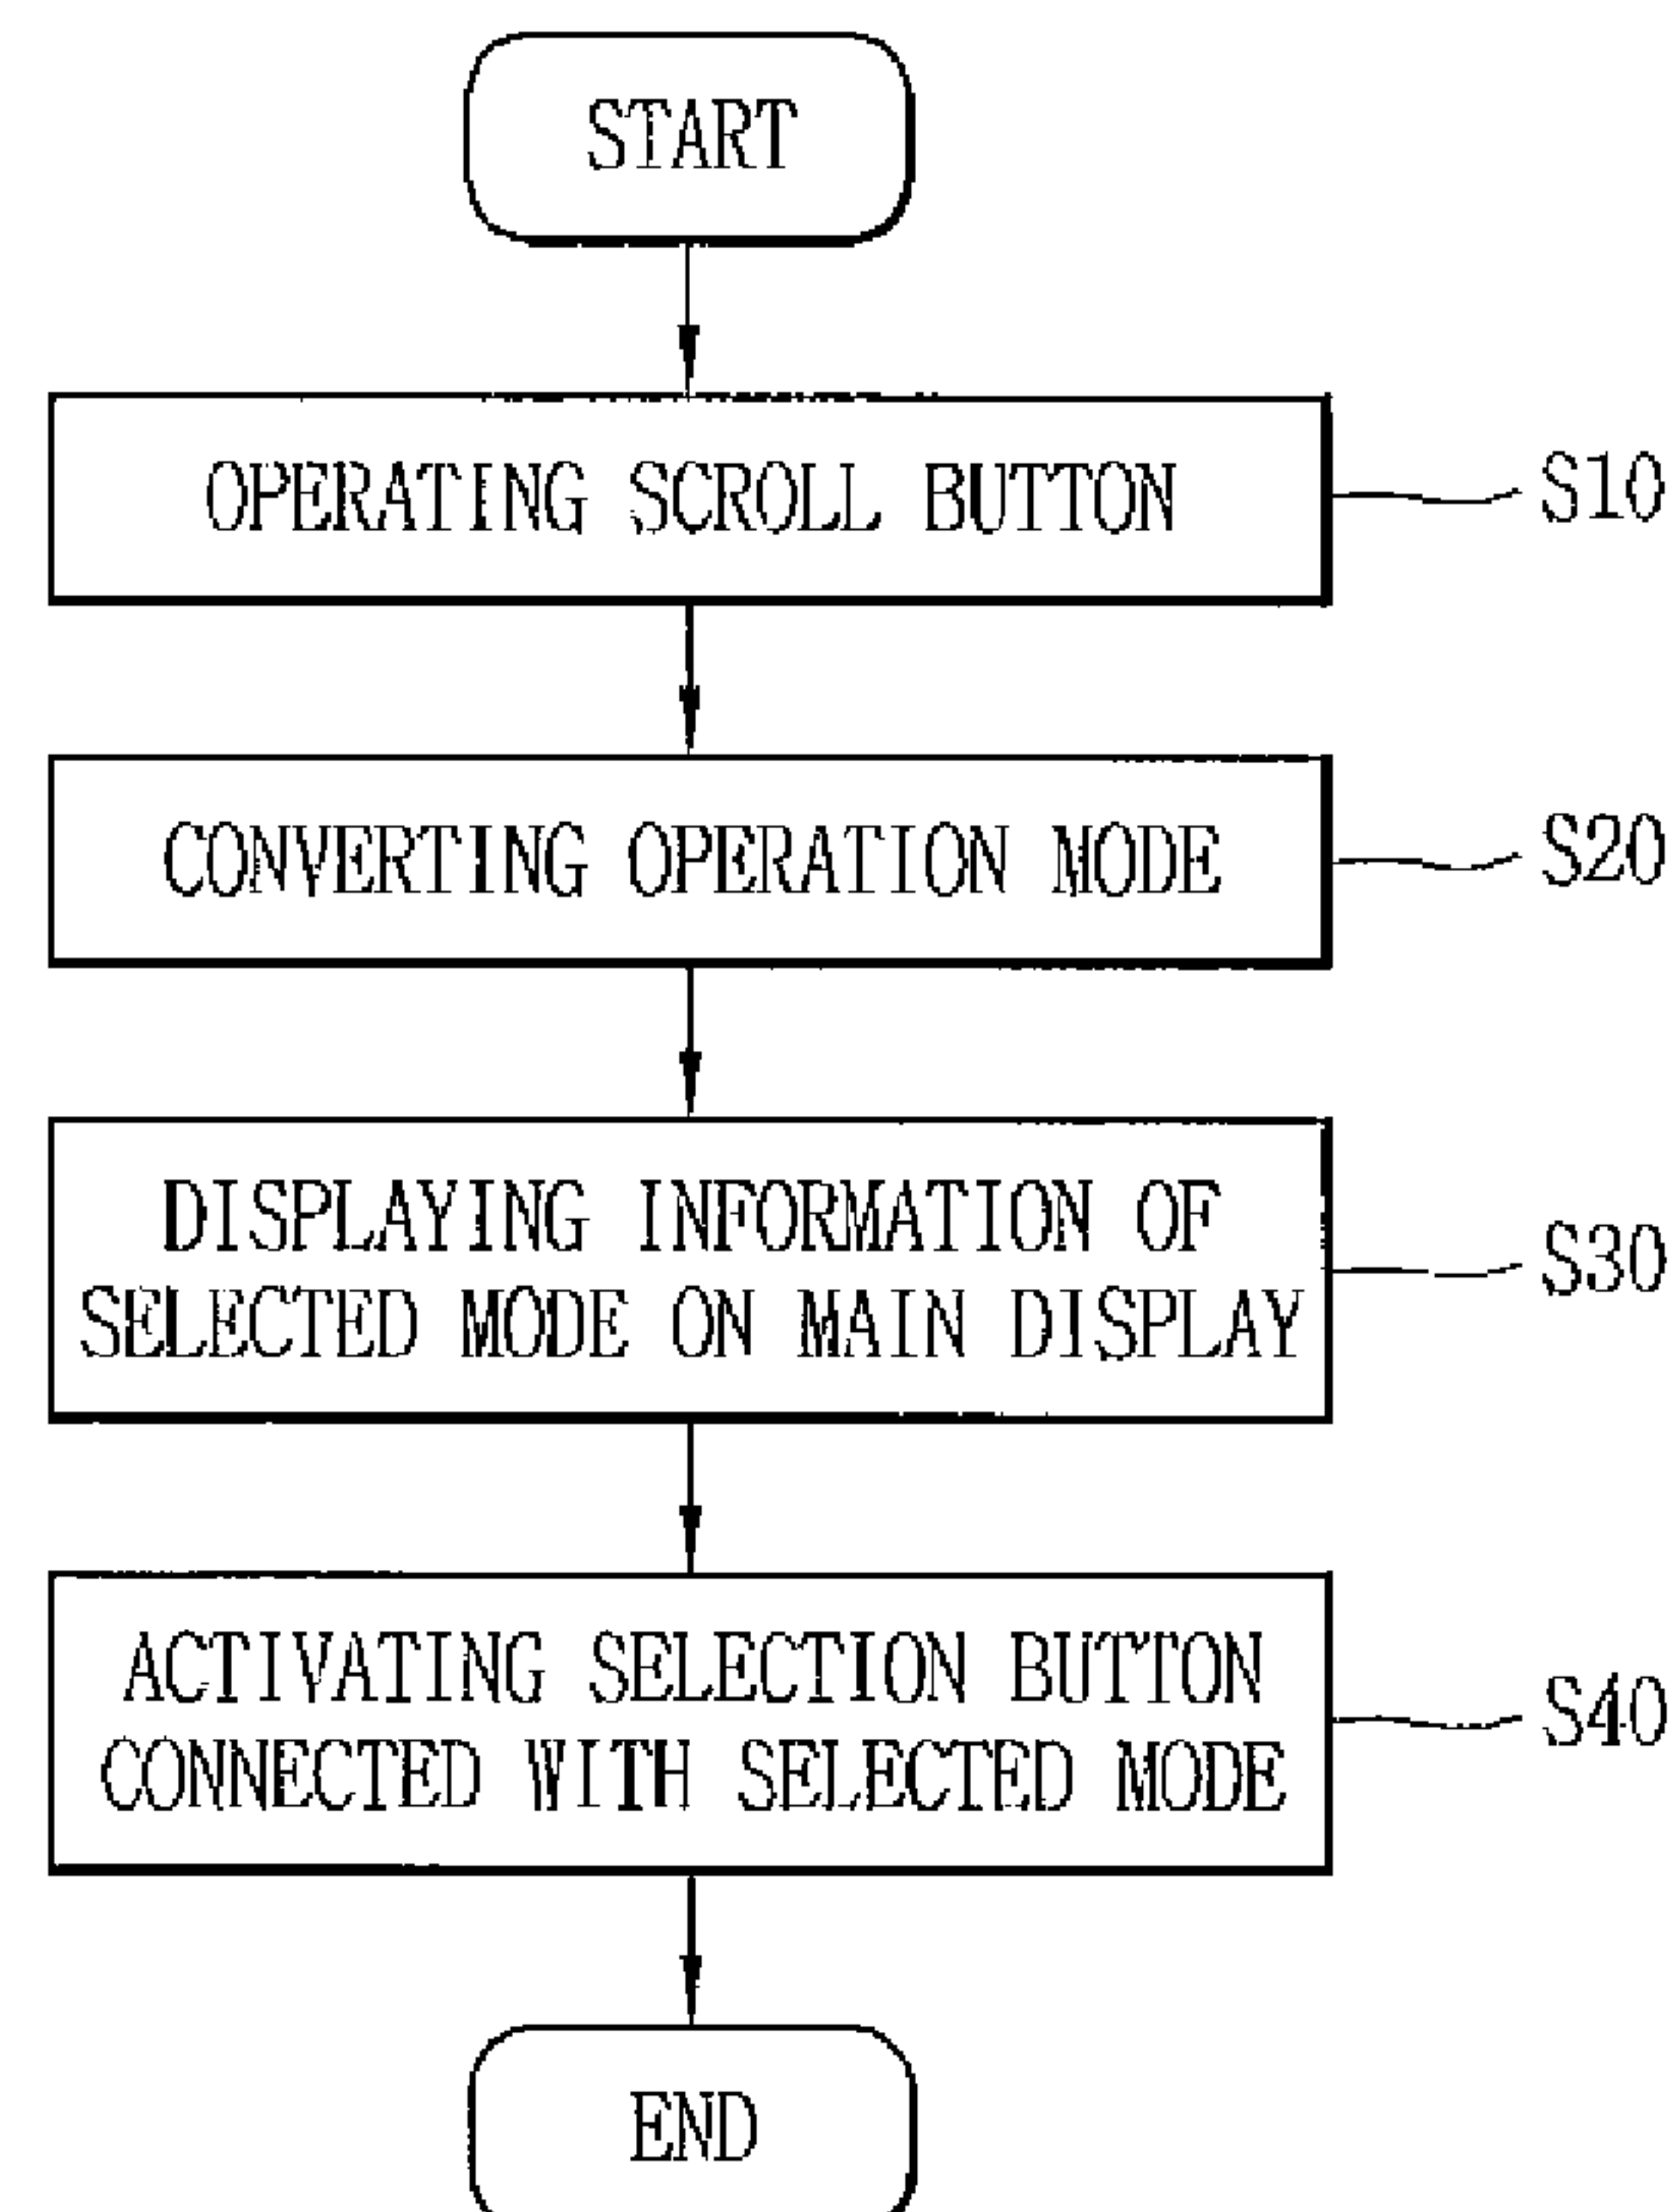 START
OPERATING SCROLL BUTTON
S10
CONVERTING OPERATION MODE
S20
DISPLAYING INFORMATION OF
SELECTED MODE ON MAIN DISPLAY
S30
ACTIVATING SELECTION BUTTON
CONNECTED WITH SELECTED MODE
S40
END